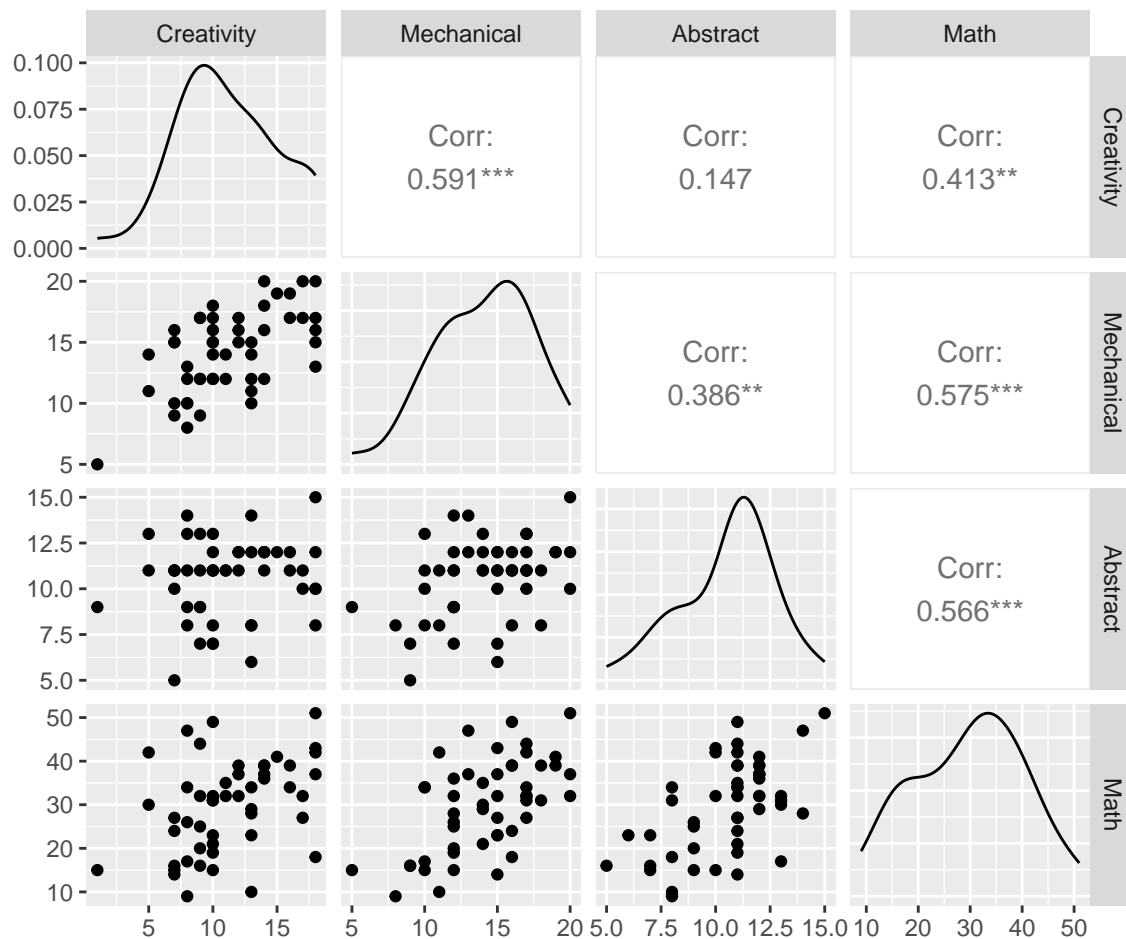 Creativity Mechanical Abstract Math
0.100
0.075
0.050
0.025
0.000
Corr:
0.591***
Corr:
0.147
Corr:
0.413**
Creativity
20
15
10
5
Corr:
0.386**
Corr:
0.575***
Mechanical
15.0
12.5
10.0
7.5
5.0
Corr:
0.566***
Abstract
50
40
30
20
10
Math
5 10 15
5 10 15 20
5.0 7.5 10.0 12.5 15.0
10 20 30 40 50